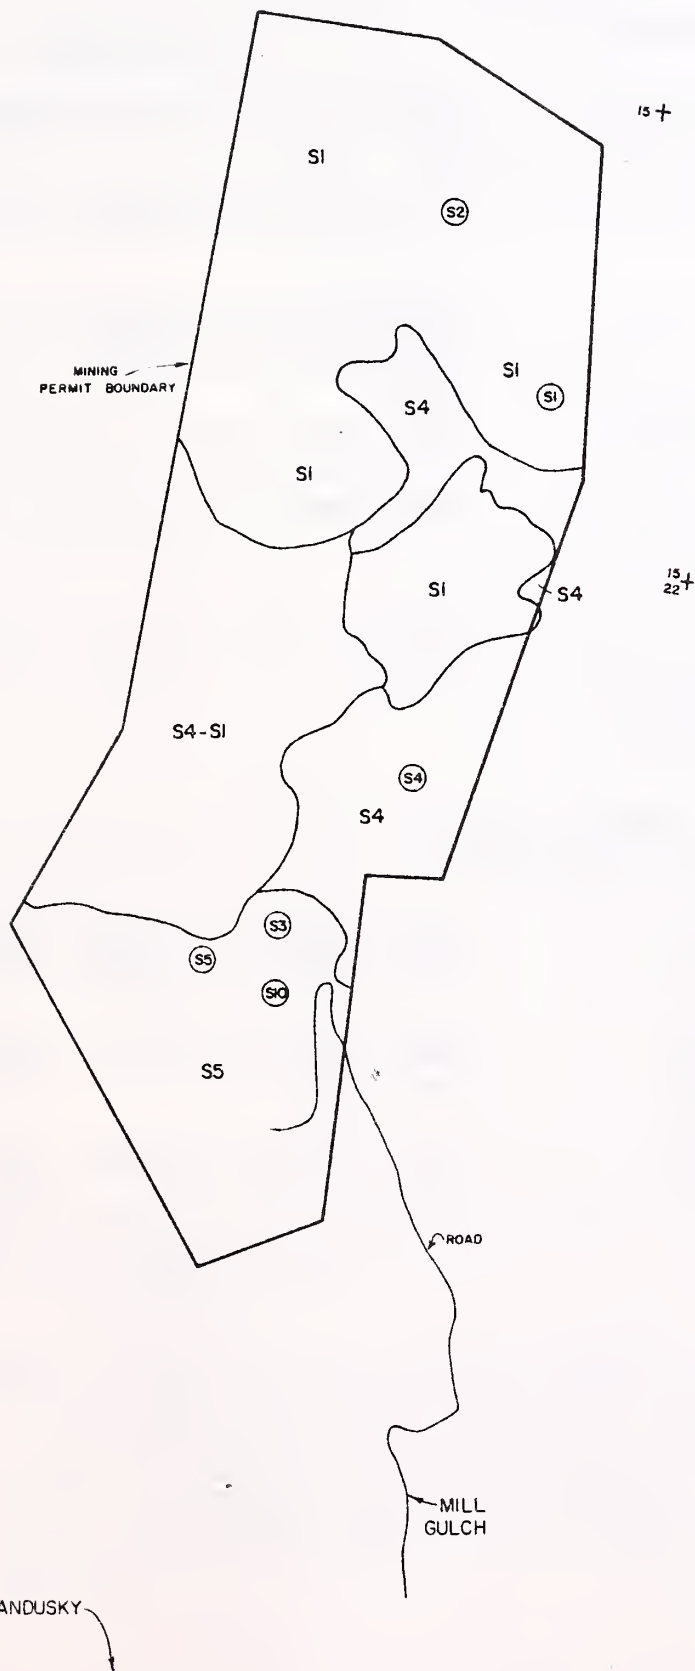 15
S1
S2
MINING
PERMIT BOUNDARY
S1
S1
S4
S1
15
22
S1
S4
S4-S1
S4
S4
S3
S5
S10
S5
ROAD
MILL
GULCH
ANDUSKY